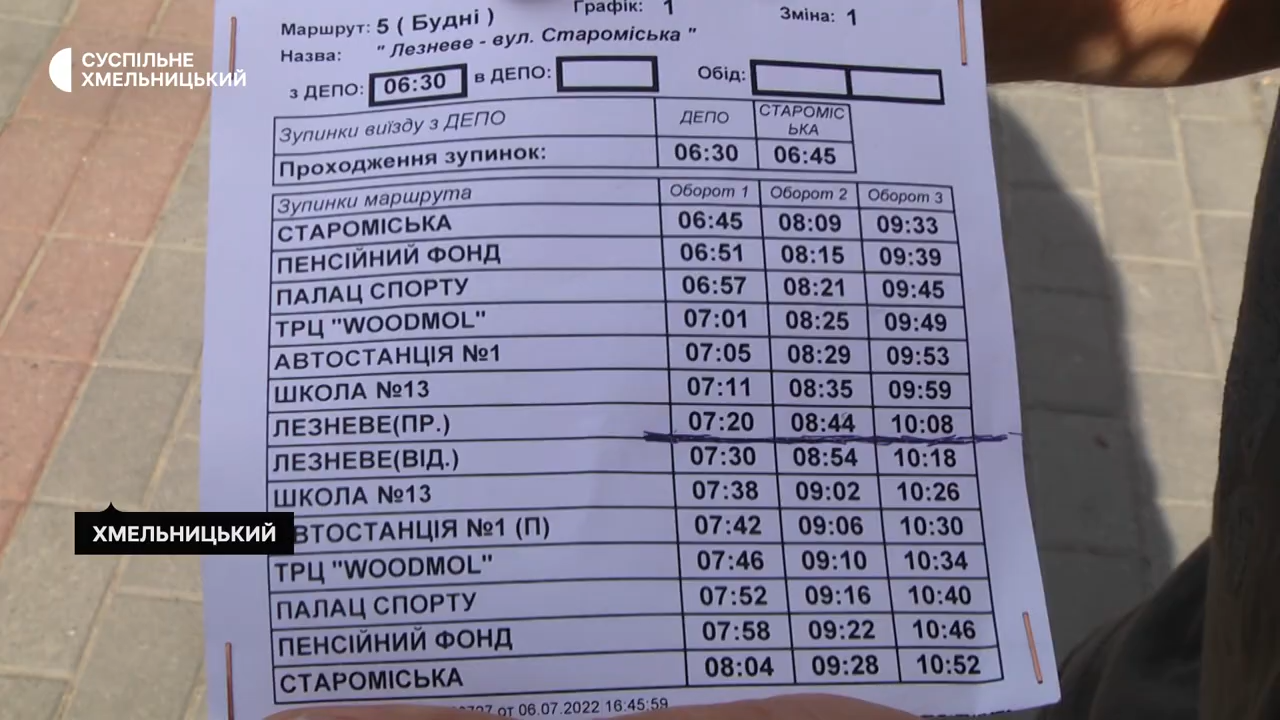 СУСПІЛЬНЕ
ХМЕЛЬНИЦЬКИЙ
Маршрут: 5 ( Будні ) Графік: 1 Зміна: 1
Назва: " Лезневе - вул. Староміська "
з ДЕПО: 06:30 в ДЕПО: Обід:
Зупинки виїзду з ДЕПО ДЕПО СТАРОМІС
ЬКА
Проходження зупинок: 06:30 06:45
Зупинки маршрута Оборот 1 Оборот 2 Оборот 3
СТАРОМІСЬКА 06:45 08:09 09:33
ПЕНСІЙНИЙ ФОНД 06:51 08:15 09:39
ПАЛАЦ СПОРТУ 06:57 08:21 09:45
ТРЦ "WOODMOL" 07:01 08:25 09:49
АВТОСТАНЦІЯ №1 07:05 08:29 09:53
ШКОЛА №13 07:11 08:35 09:59
ЛЕЗНЕВЕ(ПР.) 07:20 08:44 10:08
ЛЕЗНЕВЕ(ВІД.) 07:30 08:54 10:18
ШКОЛА №13 07:38 09:02 10:26
ВТОСТАНЦІЯ №1 (П) 07:42 09:06 10:30
ТРЦ "WOODMOL" 07:46 09:10 10:34
ПАЛАЦ СПОРТУ 07:52 09:16 10:40
ПЕНСІЙНИЙ ФОНД 07:58 09:22 10:46
СТАРОМІСЬКА 08:04 09:28 10:52
от 06.07.2022 16:45:59
ХМЕЛЬНИЦЬКИЙ